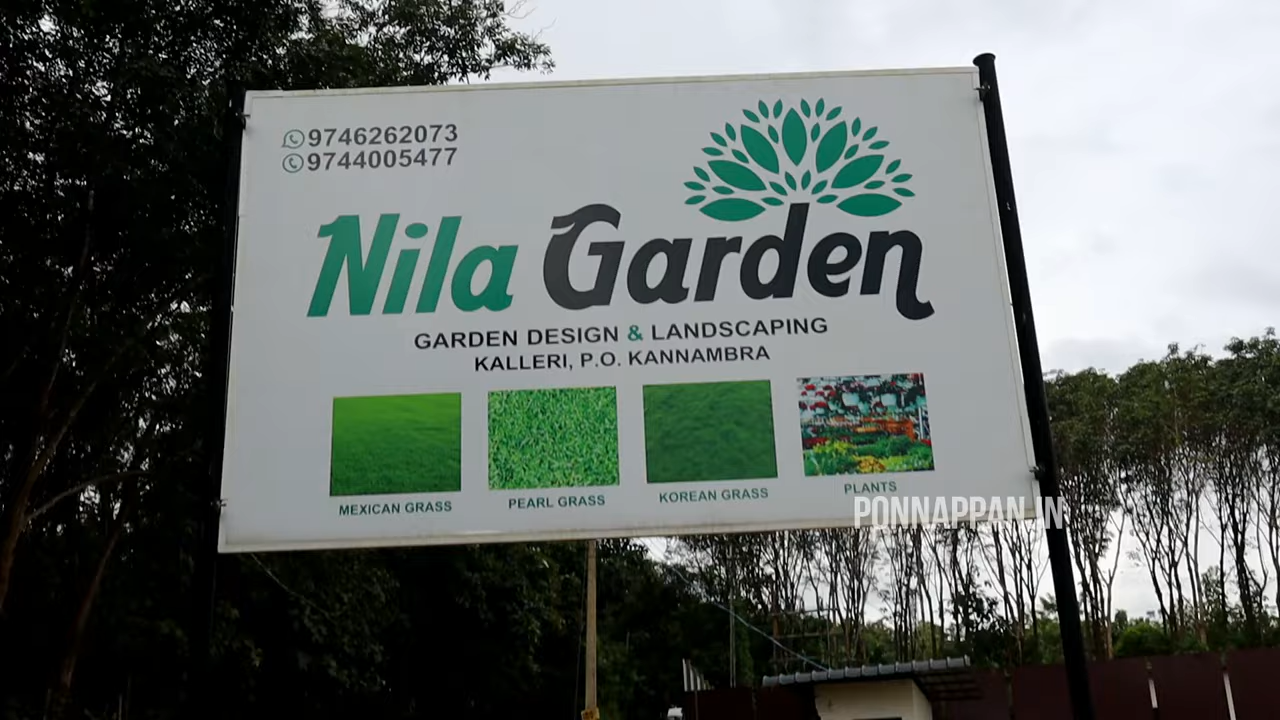 9746262073
9744005477
Nila Garden
GARDEN DESIGN & LANDSCAPING
KALLERI, P.O. KANNAMBRA
MEXICAN GRASS
PEARL GRASS
KOREAN GRASS
PLANTS
PONNAPPAN.IN